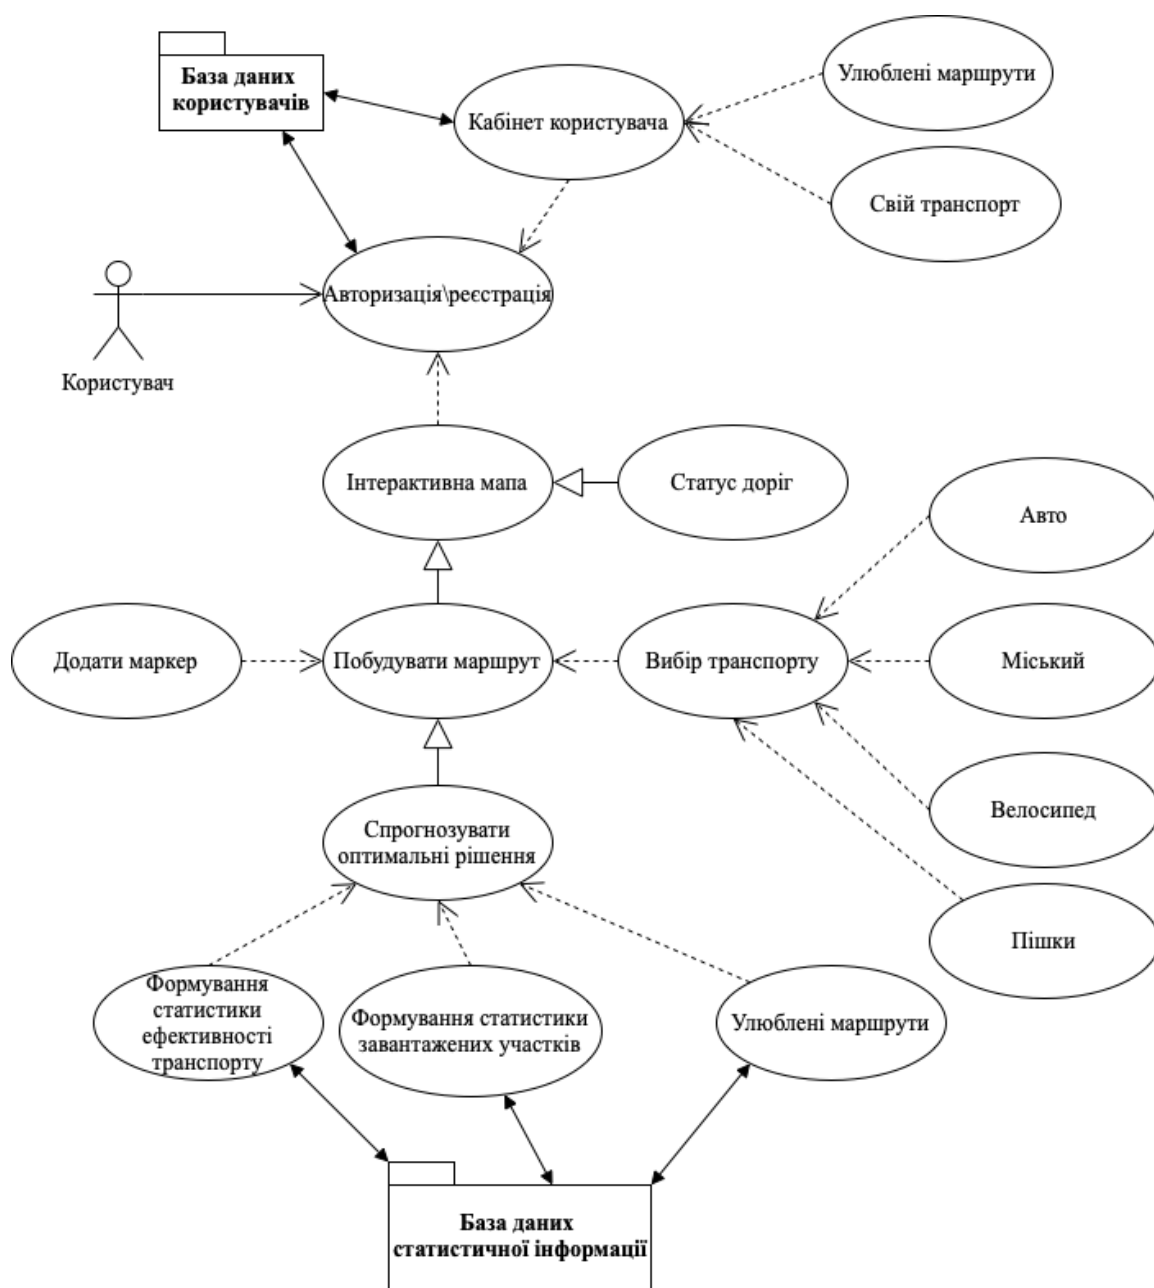 База даних
користувачів
Кабінет користувача
Улюблені маршрути
Свій транспорт
Авторизація\реєстрація
Користувач
Інтерактивна мапа
Статус доріг
Авто
Додати маркер
Побудувати маршрут
Вибір транспорту
Міський
Велосипед
Спрогнозувати
оптимальні рішення
Пішки
Формування
статистики
ефективності
транспорту
Формування статистики
завантажених участків
Улюблені маршрути
База даних
статистичної інформації